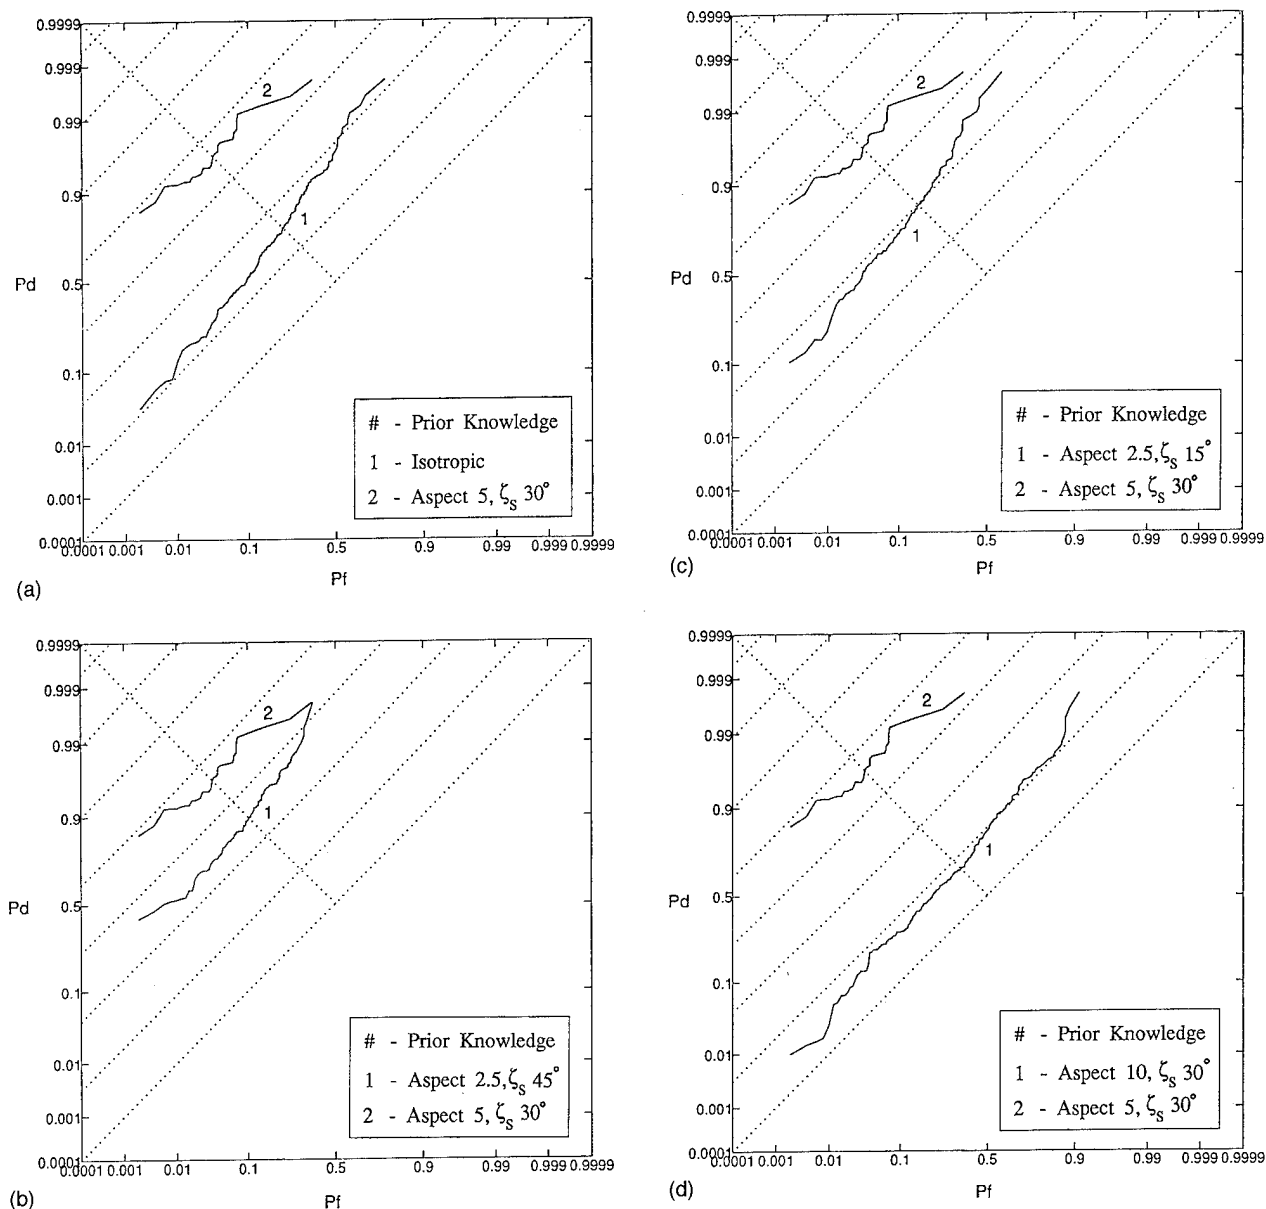 0.9999
0.999
0.99
0.9
Pd
0.5
0.1
0.01
0.001
0.0001
2
1
# - Prior Knowledge
1 - Isotropic
2 - Aspect 5, ζs 30°
0.0001 0.001 0.01 0.1 0.5 0.9 0.99 0.999 0.9999
Pf
(a)
0.9999
0.999
0.99
0.9
Pd
0.5
0.1
0.01
0.001
0.0001
2
1
# - Prior Knowledge
1 - Aspect 2.5, ζs 15°
2 - Aspect 5, ζs 30°
0.0001 0.001 0.01 0.1 0.5 0.9 0.99 0.999 0.9999
Pf
(c)
0.9999
0.999
0.99
0.9
Pd
0.5
0.1
0.01
0.001
0.0001
2
1
# - Prior Knowledge
1 - Aspect 2.5, ζs 45°
2 - Aspect 5, ζs 30°
0.0001 0.001 0.01 0.1 0.5 0.9 0.99 0.999 0.9999
Pf
(b)
0.9999
0.999
0.99
0.9
Pd
0.5
0.1
0.01
0.001
0.0001
2
1
# - Prior Knowledge
1 - Aspect 10, ζs 30°
2 - Aspect 5, ζs 30°
0.0001 0.001 0.01 0.1 0.5 0.9 0.99 0.999 0.9999
Pf
(d)